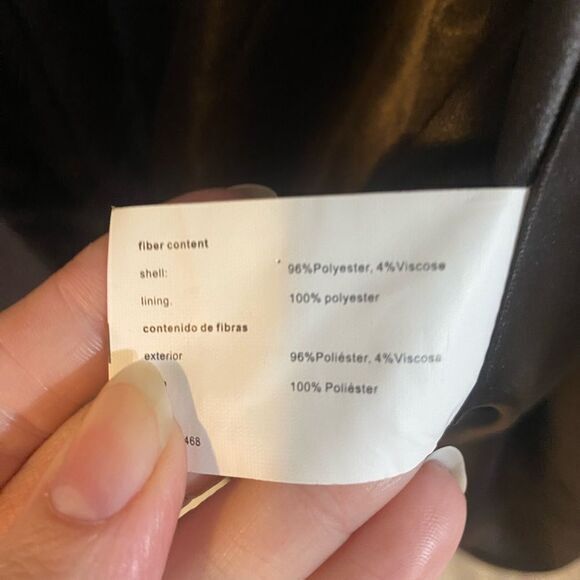 fiber content
shell: 96%Polyester, 4%Viscose
lining. 100% polyester
contenido de fibras
exterior 96%Poliéster, 4%Viscosa
100% Poliéster
468